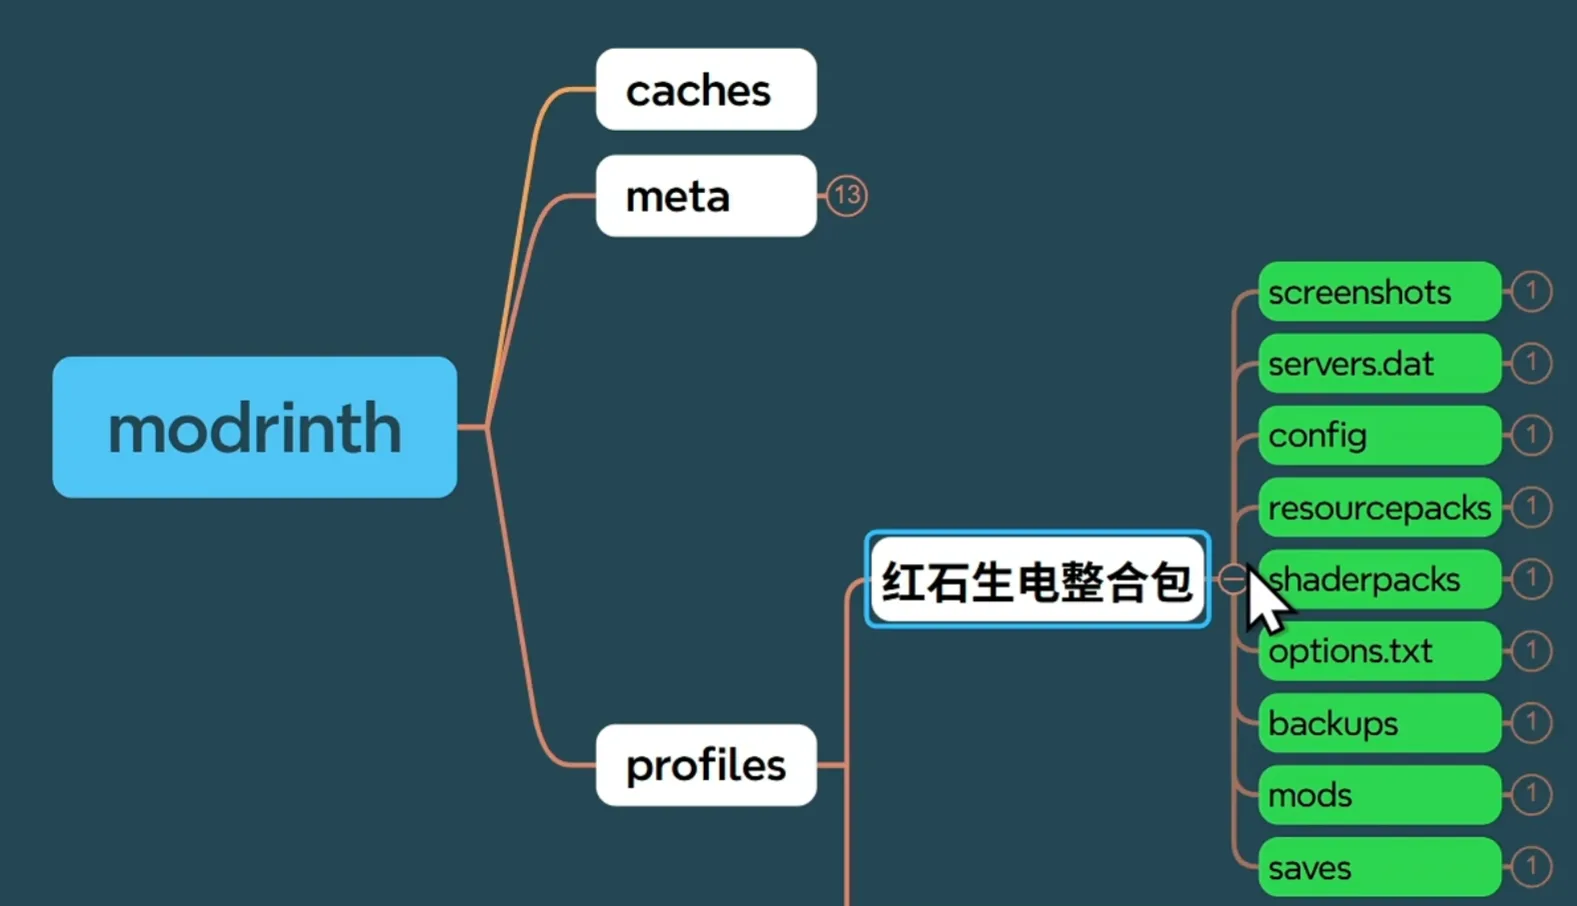 caches
meta
13
modrinth
profiles
红石生电整合包
screenshots
1
servers.dat
1
config
1
resourcepacks
1
shaderpacks
1
options.txt
1
backups
1
mods
1
saves
1